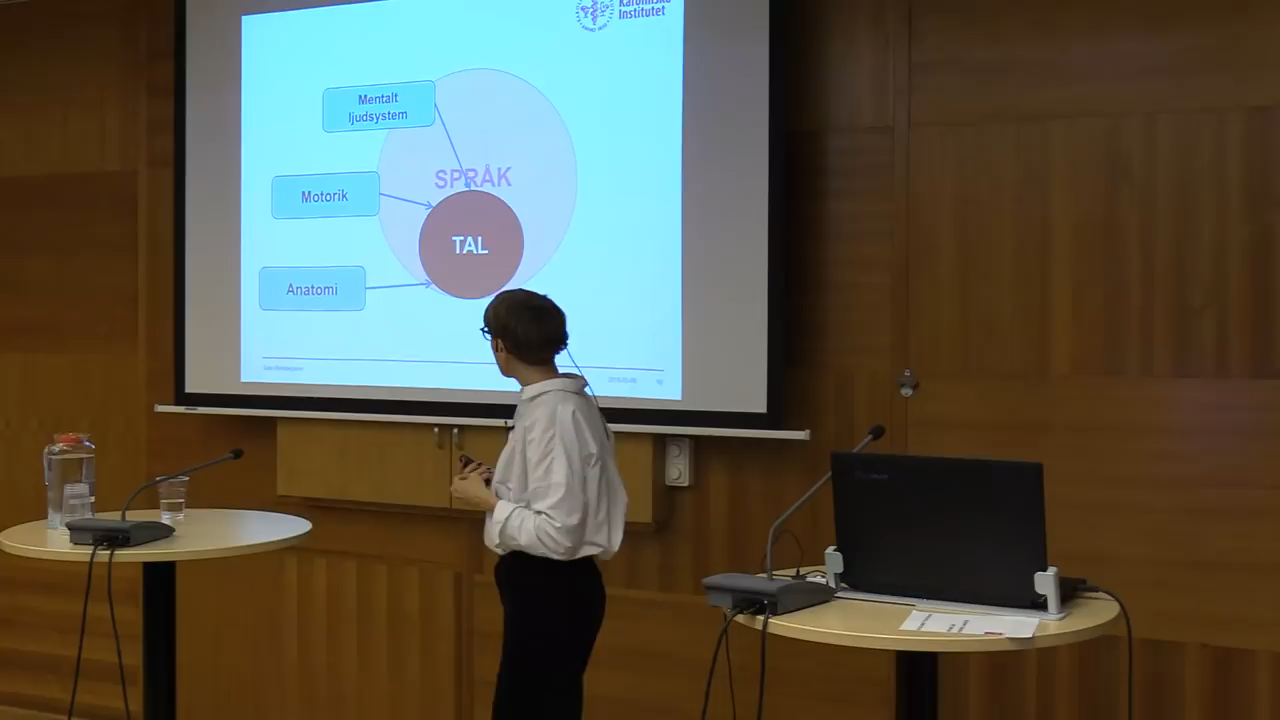 Karolinska
Institutet
Mentalt
ljudsystem
SPRÅK
Motorik
TAL
Anatomi